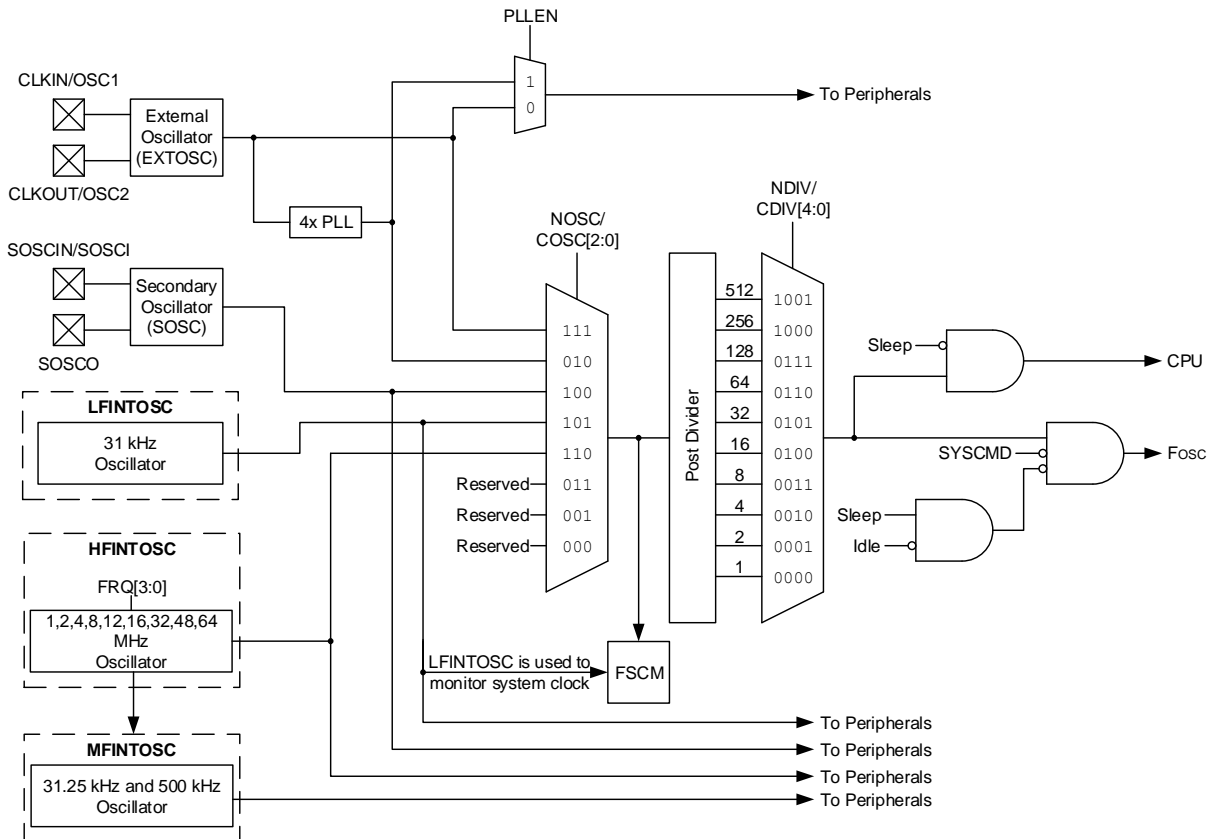 PLLEN
CLKIN/OSC1
External
Oscillator
(EXTOSC)
CLKOUT/OSC2
1
0
To Peripherals
4x PLL
SOSCIN/SOSCI
Secondary
Oscillator
(SOSC)
SOSCO
LFINTOSC
31 kHz
Oscillator
HFINTOSC
FRQ[3:0]
1,2,4,8,12,16,32,48,64
MHz
Oscillator
MFINTOSC
31.25 kHz and 500 kHz
Oscillator
NOSC/
COSC[2:0]
111
010
100
101
110
Reserved 011
Reserved 001
Reserved 000
LFINTOSC is used to
monitor system clock
FSCM
Post Divider
NDIV/
CDIV[4:0]
512 1001
256 1000
128 0111
64 0110
32 0101
16 0100
8 0011
4 0010
2 0001
1 0000
Sleep
CPU
SYSCMD
Fosc
Sleep
Idle
To Peripherals
To Peripherals
To Peripherals
To Peripherals